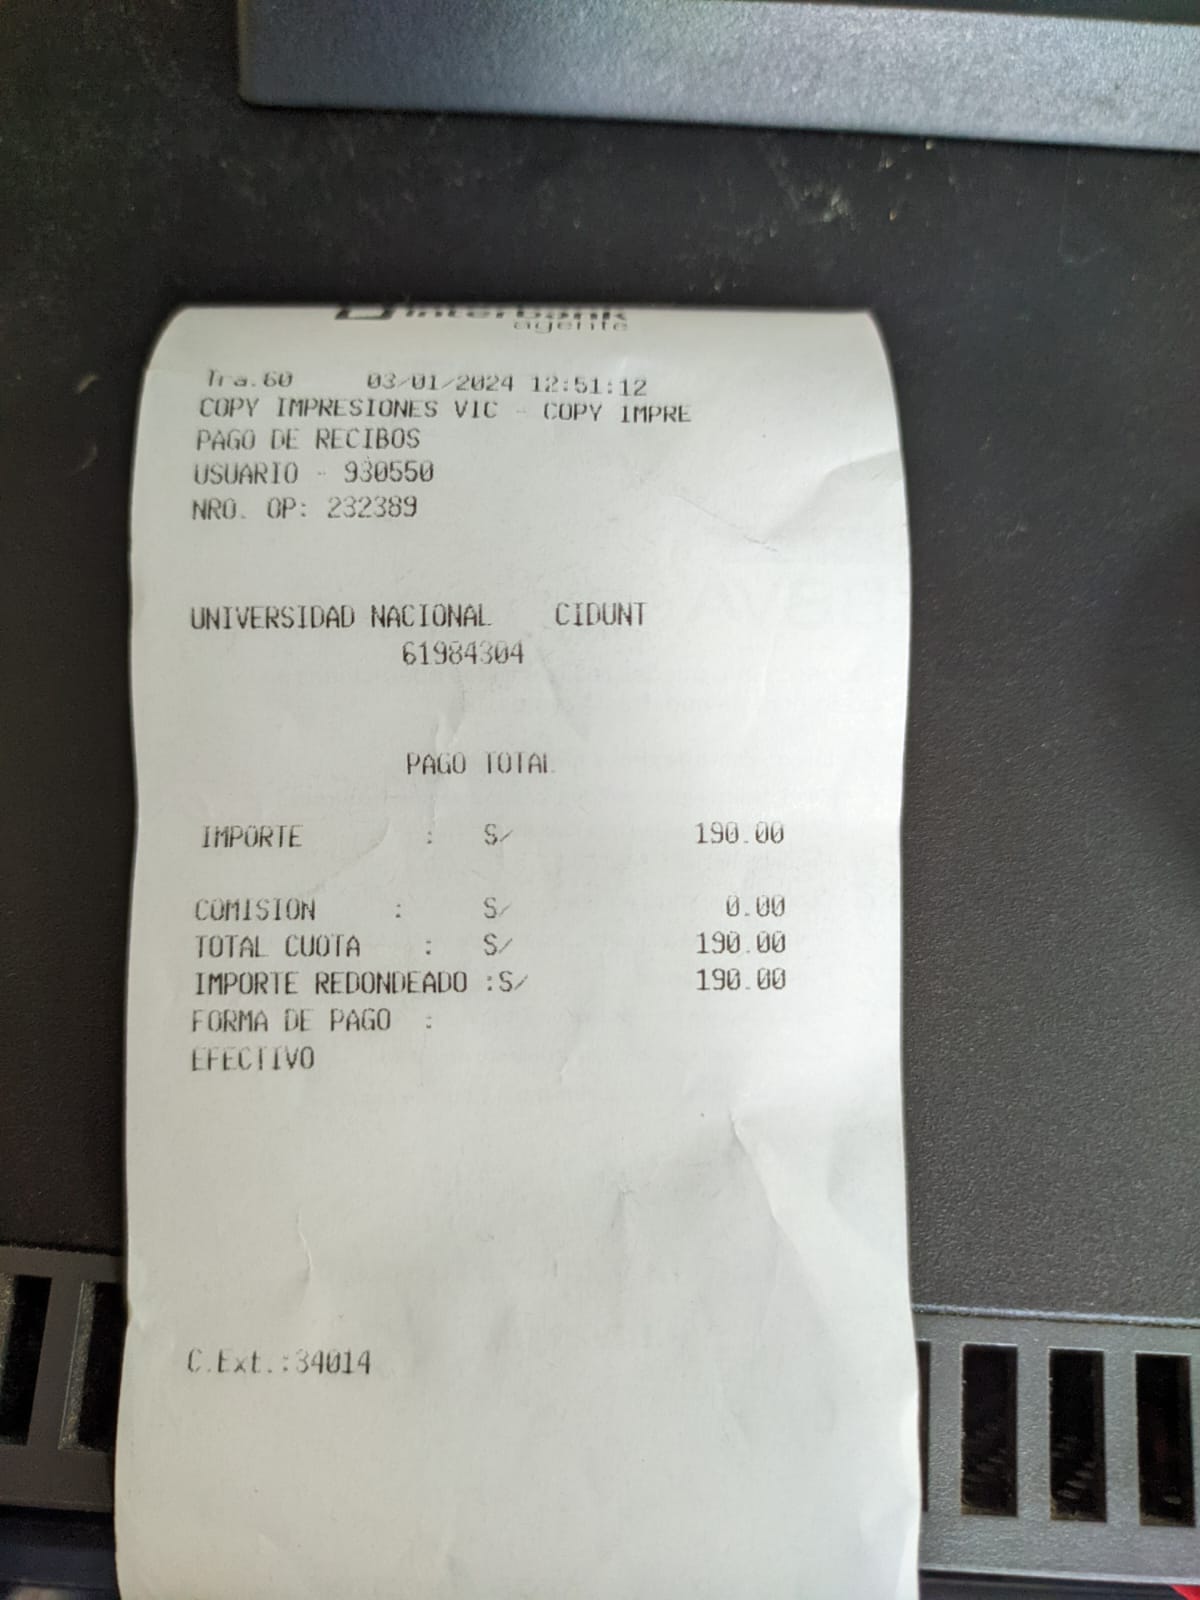 Interbank
agente
Tra.60 03/01/2024 12:51:12
COPY IMPRESIONES VIC - COPY IMPRE
PAGO DE RECIBOS
USUARIO - 930550
NRO. OP: 232389
UNIVERSIDAD NACIONAL CIDUNT
61984304
PAGO TOTAL
IMPORTE : S/ 190.00
COMISION : S/ 0.00
TOTAL CUOTA : S/ 190.00
IMPORTE REDONDEADO :S/ 190.00
FORMA DE PAGO :
EFECTIVO
C.Ext.:34014